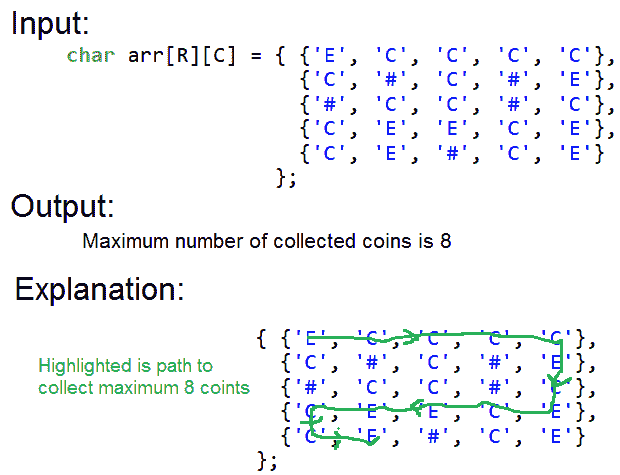 Input:
char arr[R][C] = { {'E', 'C', 'C', 'C', 'C'},
{'C', '#', 'C', '#', 'E'},
{'#', 'C', 'C', '#', 'C'},
{'C', 'E', 'E', 'C', 'E'},
{'C', 'E', '#', 'C', 'E'}
};
Output:
Maximum number of collected coins is 8
Explanation:
{ {'E', 'C', 'C', 'C', 'C'},
Highlighted is path to
collect maximum 8 coints
{'C', '#', 'C', '#', 'E'},
{'#', 'C', 'C', '#', 'C'},
{'C', 'E', 'E', 'C', 'E'},
{'C', 'E', '#', 'C', 'E'}
};